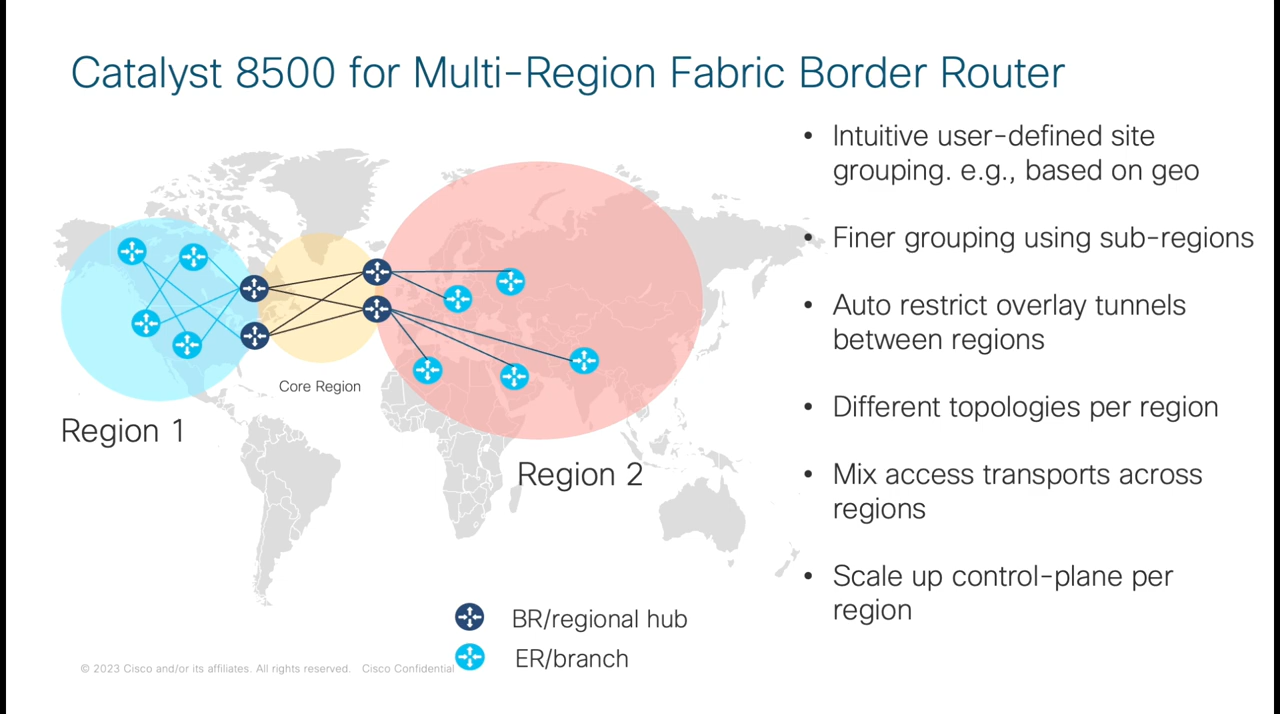 Catalyst 8500 for Multi-Region Fabric Border Router
• Intuitive user-defined site
grouping. e.g., based on geo
• Finer grouping using sub-regions
• Auto restrict overlay tunnels
between regions
• Different topologies per region
• Mix access transports across
regions
• Scale up control-plane per
region
Core Region
Region 1
Region 2
BR/regional hub
ER/branch
© 2023 Cisco and/or its affiliates. All rights reserved. Cisco Confidential